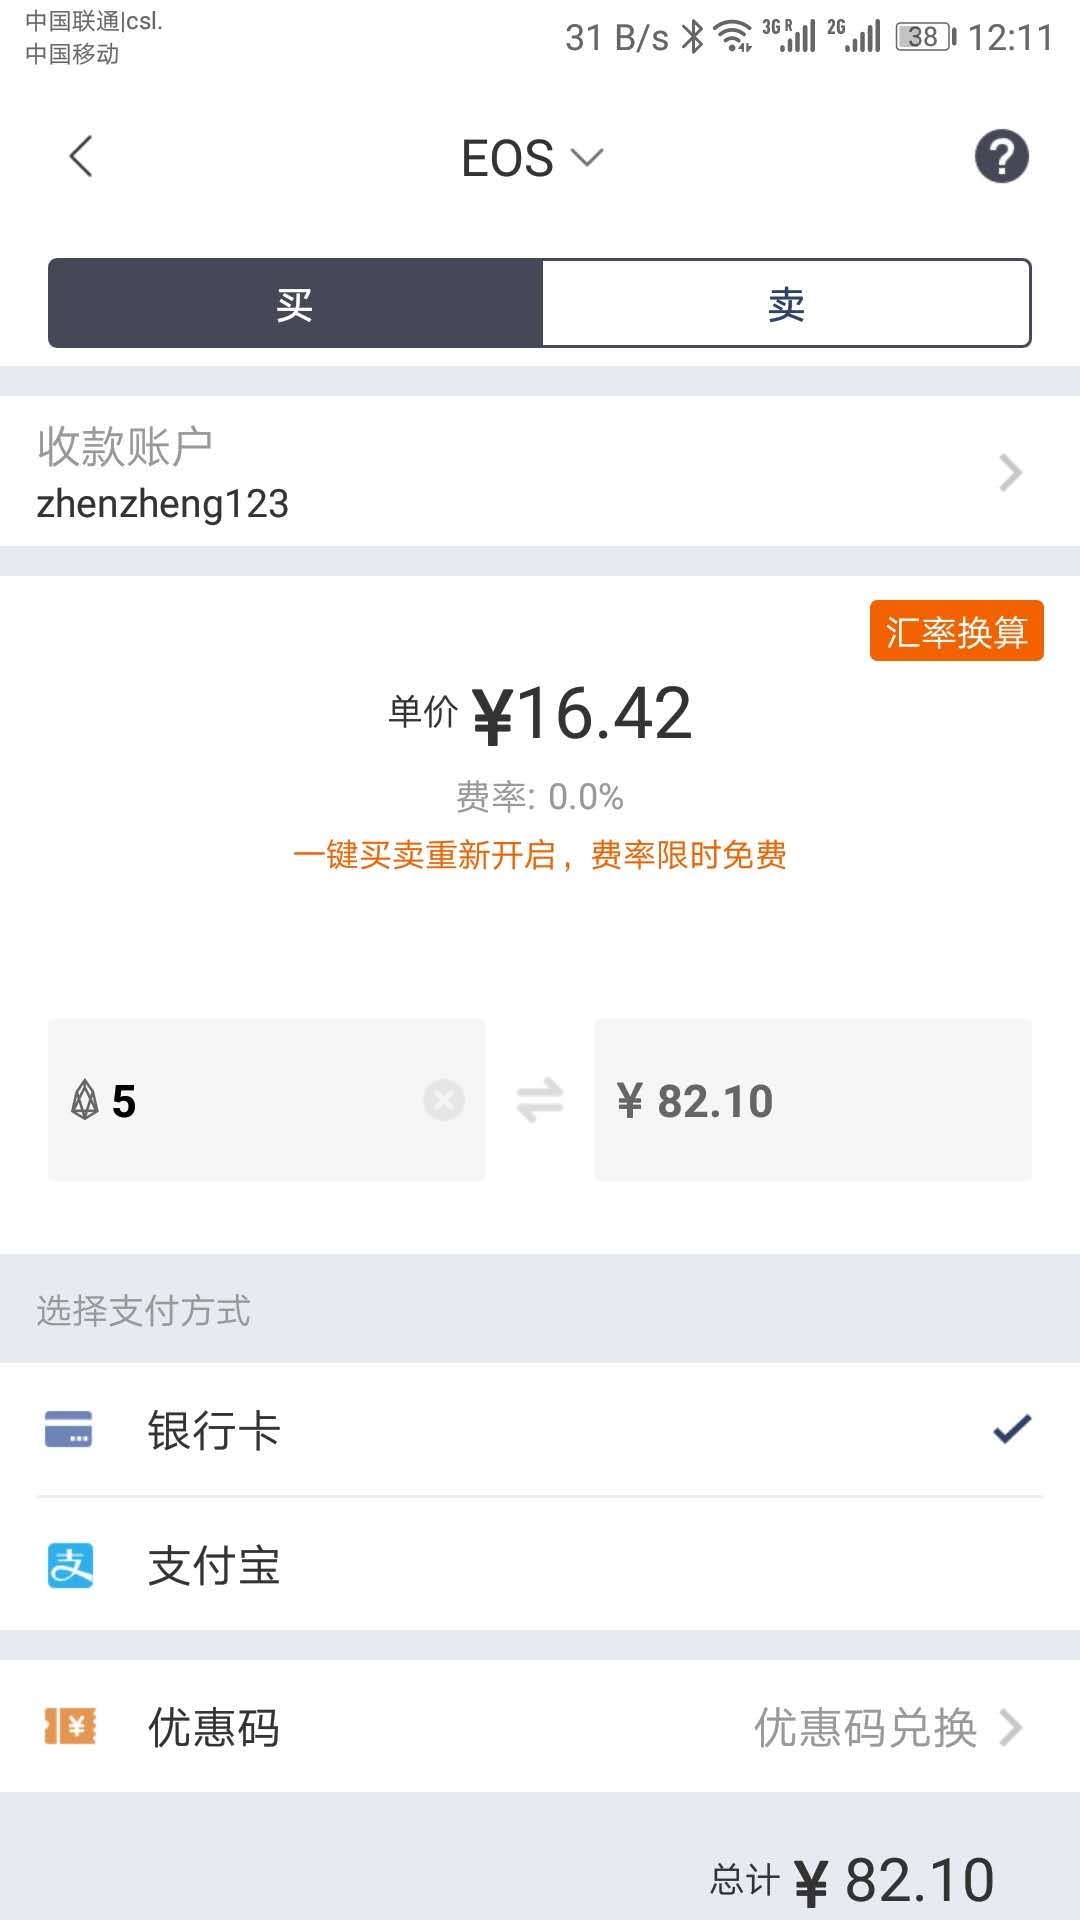 中国联通|csl.
中国移动
31 B/s 3G R 2G 38 12:11
EOS
买 卖
收款账户
zhenzheng123
汇率换算
单价 ¥16.42
费率: 0.0%
一键买卖重新开启，费率限时免费
5 ¥ 82.10
选择支付方式
银行卡
支 支付宝
¥ 优惠码 优惠码兑换
总计 ¥ 82.10